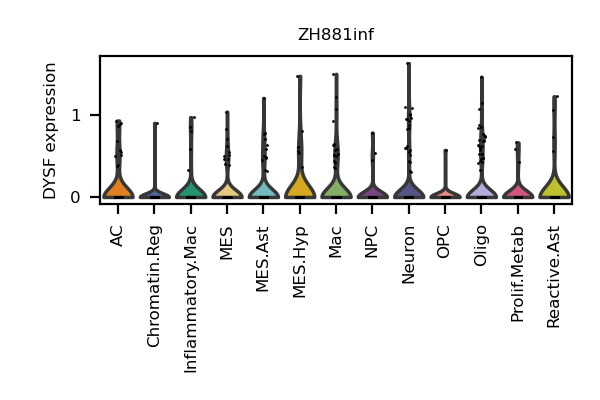 ZH881inf
DYSF expression
1
0
AC
Chromatin.Reg
Inflammatory.Mac
MES
MES.Ast
MES.Hyp
Mac
NPC
Neuron
OPC
Oligo
Prolif.Metab
Reactive.Ast